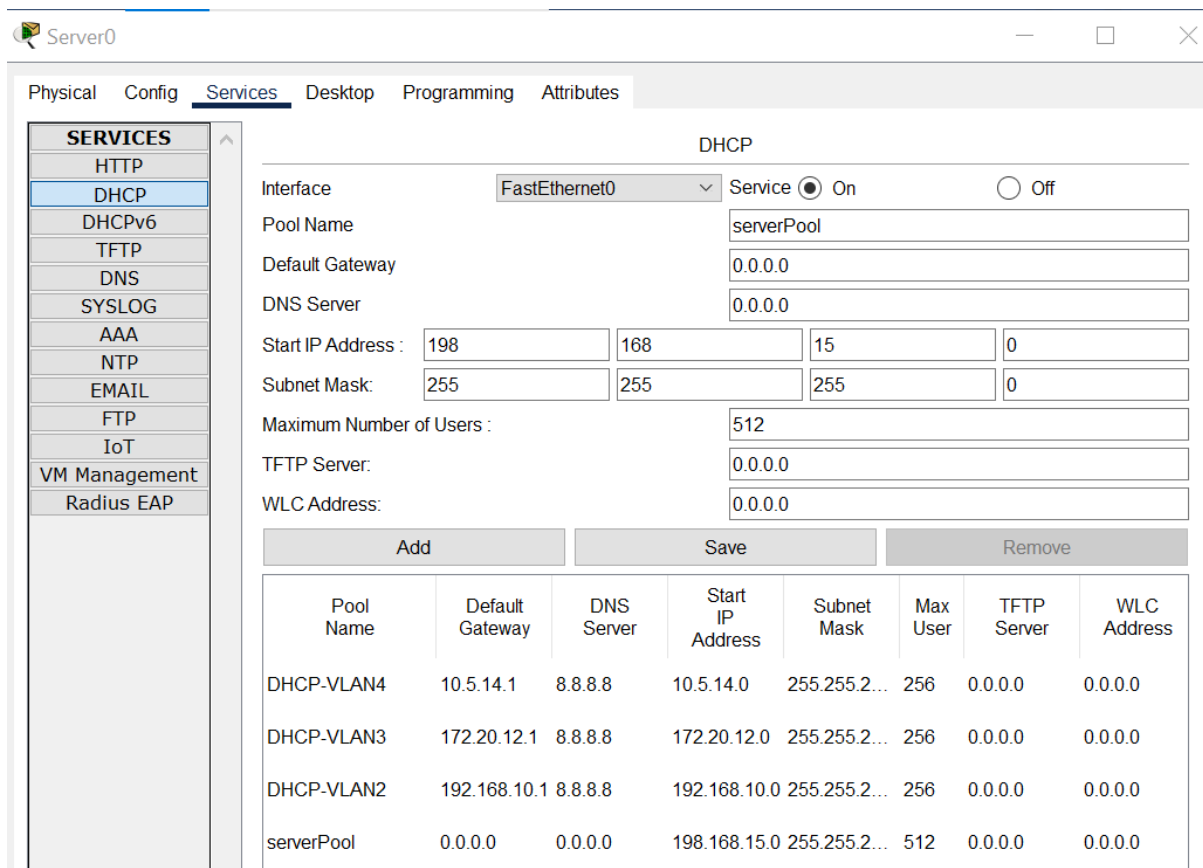 Server0
Physical Config Services Desktop Programming Attributes
SERVICES
HTTP
DHCP
DHCPv6
TFTP
DNS
SYSLOG
AAA
NTP
EMAIL
FTP
IoT
VM Management
Radius EAP
DHCP
Interface FastEthernet0 Service On Off
Pool Name serverPool
Default Gateway 0.0.0.0
DNS Server 0.0.0.0
Start IP Address : 198 168 15 0
Subnet Mask: 255 255 255 0
Maximum Number of Users : 512
TFTP Server: 0.0.0.0
WLC Address: 0.0.0.0
Add Save Remove
Pool Name Default Gateway DNS Server Start IP Address Subnet Mask Max User TFTP Server WLC Address
DHCP-VLAN4 10.5.14.1 8.8.8.8 10.5.14.0 255.255.2... 256 0.0.0.0 0.0.0.0
DHCP-VLAN3 172.20.12.1 8.8.8.8 172.20.12.0 255.255.2... 256 0.0.0.0 0.0.0.0
DHCP-VLAN2 192.168.10.1 8.8.8.8 192.168.10.0 255.255.2... 256 0.0.0.0 0.0.0.0
serverPool 0.0.0.0 0.0.0.0 198.168.15.0 255.255.2... 512 0.0.0.0 0.0.0.0